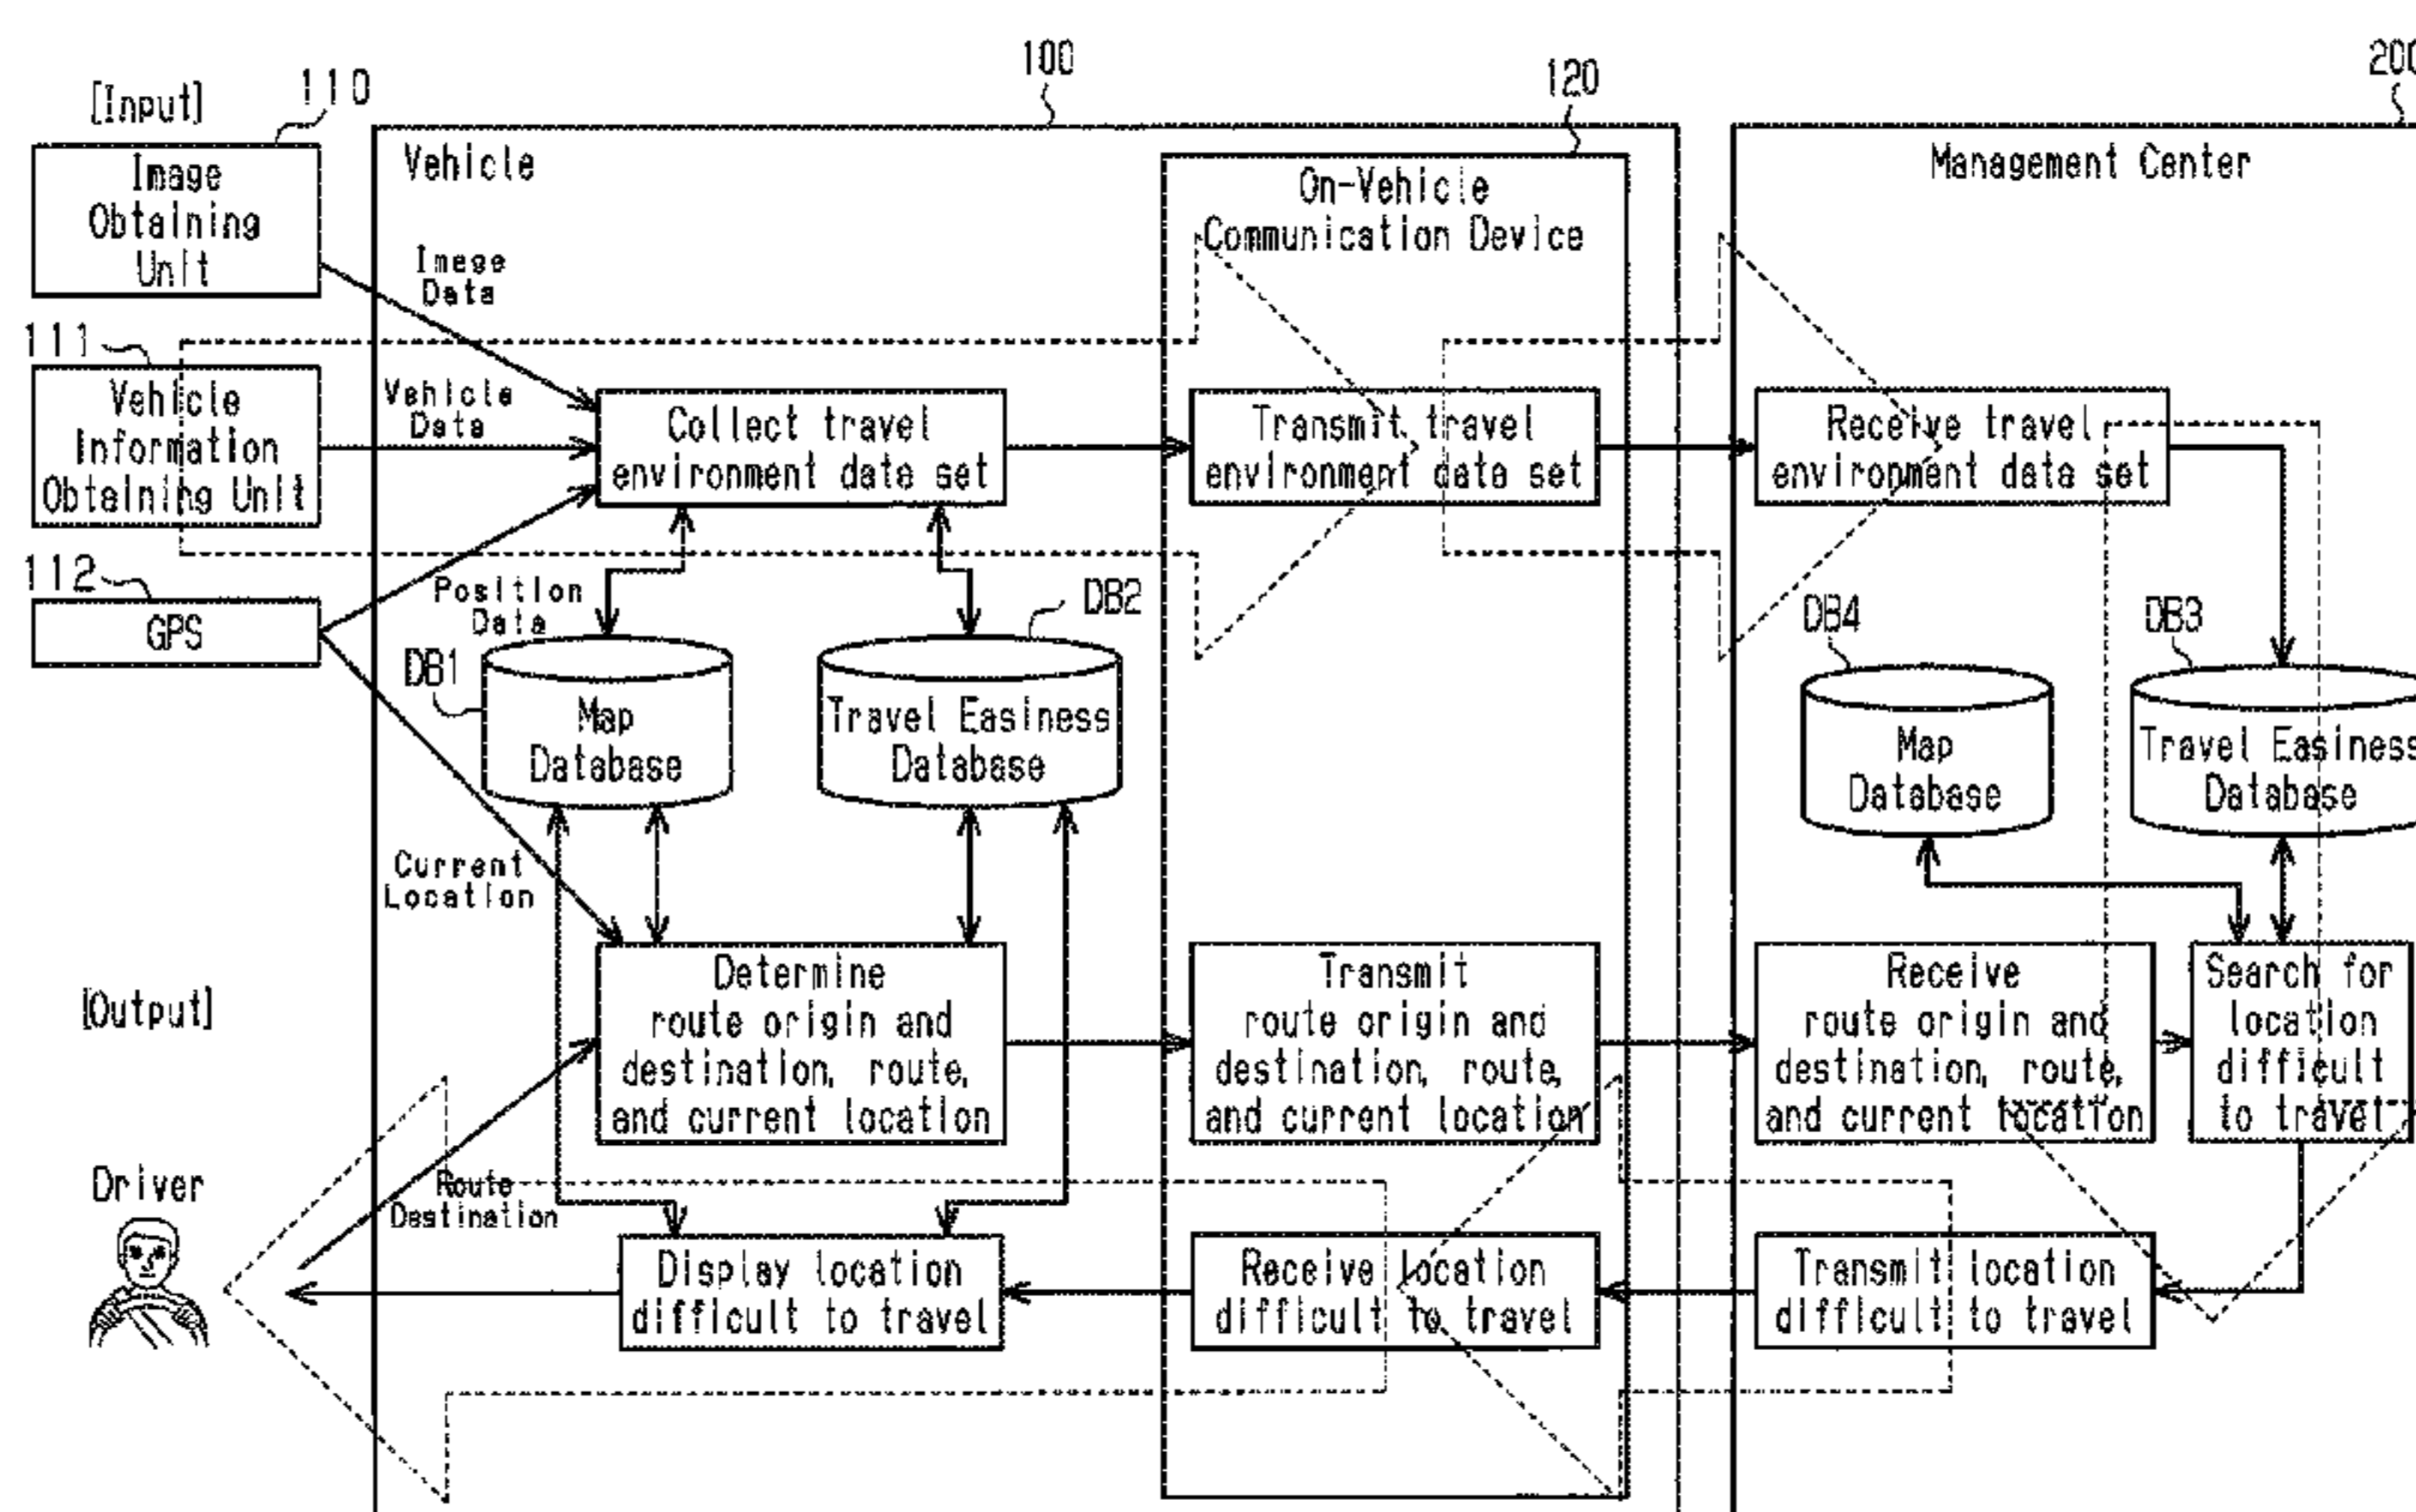 100
120
200
[Input]
110
Image
Obtaining
Unit
Vehicle
On-Vehicle
Communication Device
Management Center
Image
Data
111
Vehicle
Information
Obtaining Unit
Vehicle
Data
Collect travel
environment data set
Transmit travel
environment data set
Receive travel
environment data set
112
GPS
Position
Data
DB1
Map
Database
DB2
Travel Easiness
Database
DB4
Map
Database
DB3
Travel Easiness
Database
Current
Location
[Output]
Determine
route origin and
destination, route,
and current location
Transmit
route origin and
destination, route,
and current location
Receive
route origin and
destination, route,
and current location
Search for
location
difficult
to travel
Driver
Route
Destination
Display location
difficult to travel
Receive location
difficult to travel
Transmit location
difficult to travel